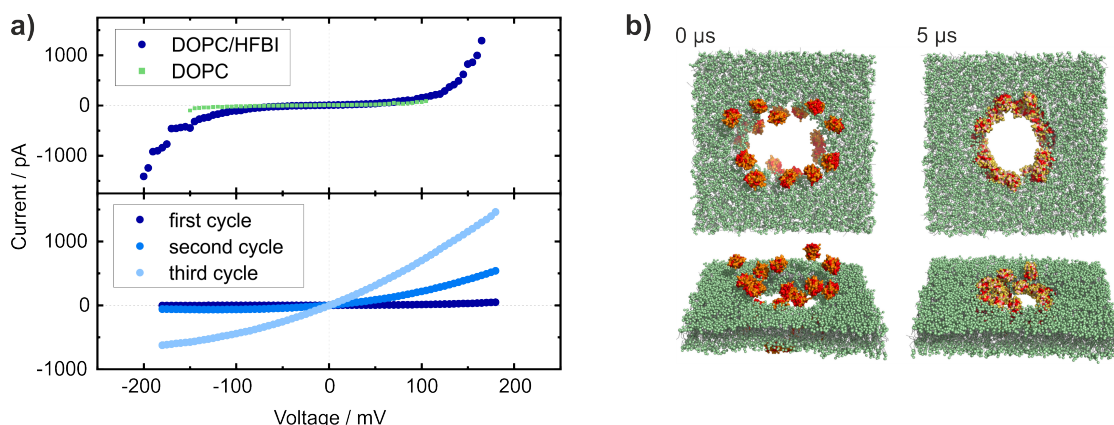 a)
DOPC/HFBI
DOPC
1000
0
-1000
first cycle
second cycle
third cycle
1000
0
-1000
Current / pA
-200
-100
0
100
200
Voltage / mV
b)
0 µs
5 µs